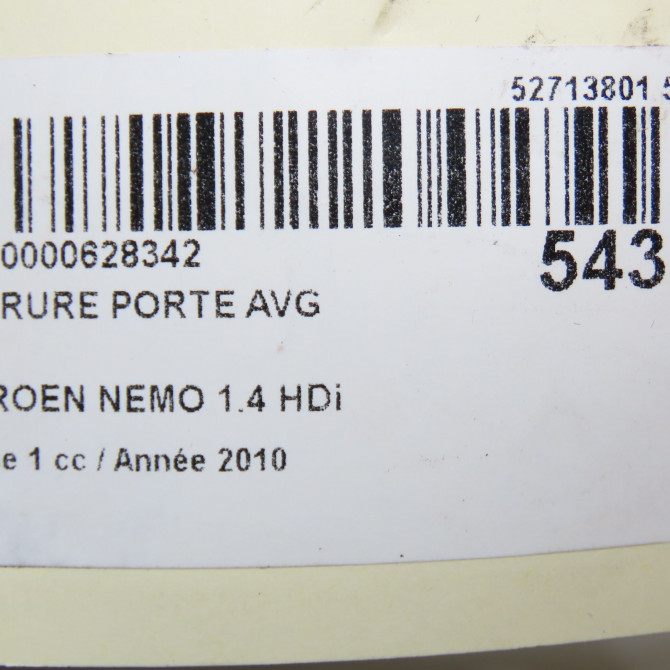 52713801 5
0000628342
543
RURE PORTE AVG
ROEN NEMO 1.4 HDi
e 1 cc / Année 2010